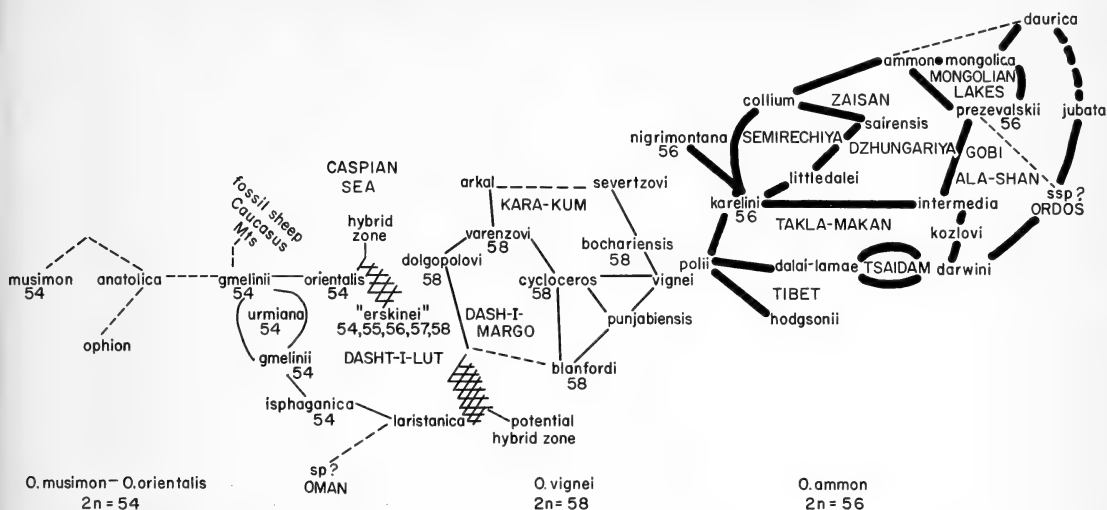 daurica
ammon
mongolica
MONGOLIAN
LAKES
collium
ZAISAN
prezevalskii
56
jubata
sairensis
nigrimontana
56
SEMIRECHIYA
DZHUNGARIYA
GOBI
littledalei
ALA-SHAN
CASPIAN
SEA
fossil sheep
Caucasus
Mts
arkal
severtzovi
KARA-KUM
karelini
56
intermedia
ssp?
ORDOS
TAKLA-MAKAN
hybrid
zone
varenzovi
58
bochariensis
58
kozlovi
dolgopolovi
58
polii
dalai-lamae
TSAIDAM
darwini
musimon
54
anatolica
gmelinii
54
orientalis
54
cycloceros
58
vignei
TIBET
"erskinei"
54,55,56,57,58
DASH-I-
MARGO
punjabiensis
hodgsonii
urmiana
54
ophion
gmelinii
54
DASHT-I-LUT
blanfordi
58
isphaganica
54
laristanica
potential
hybrid zone
sp?
OMAN
O. musimon – O. orientalis
2n = 54
O. vignei
2n = 58
O. ammon
2n = 56